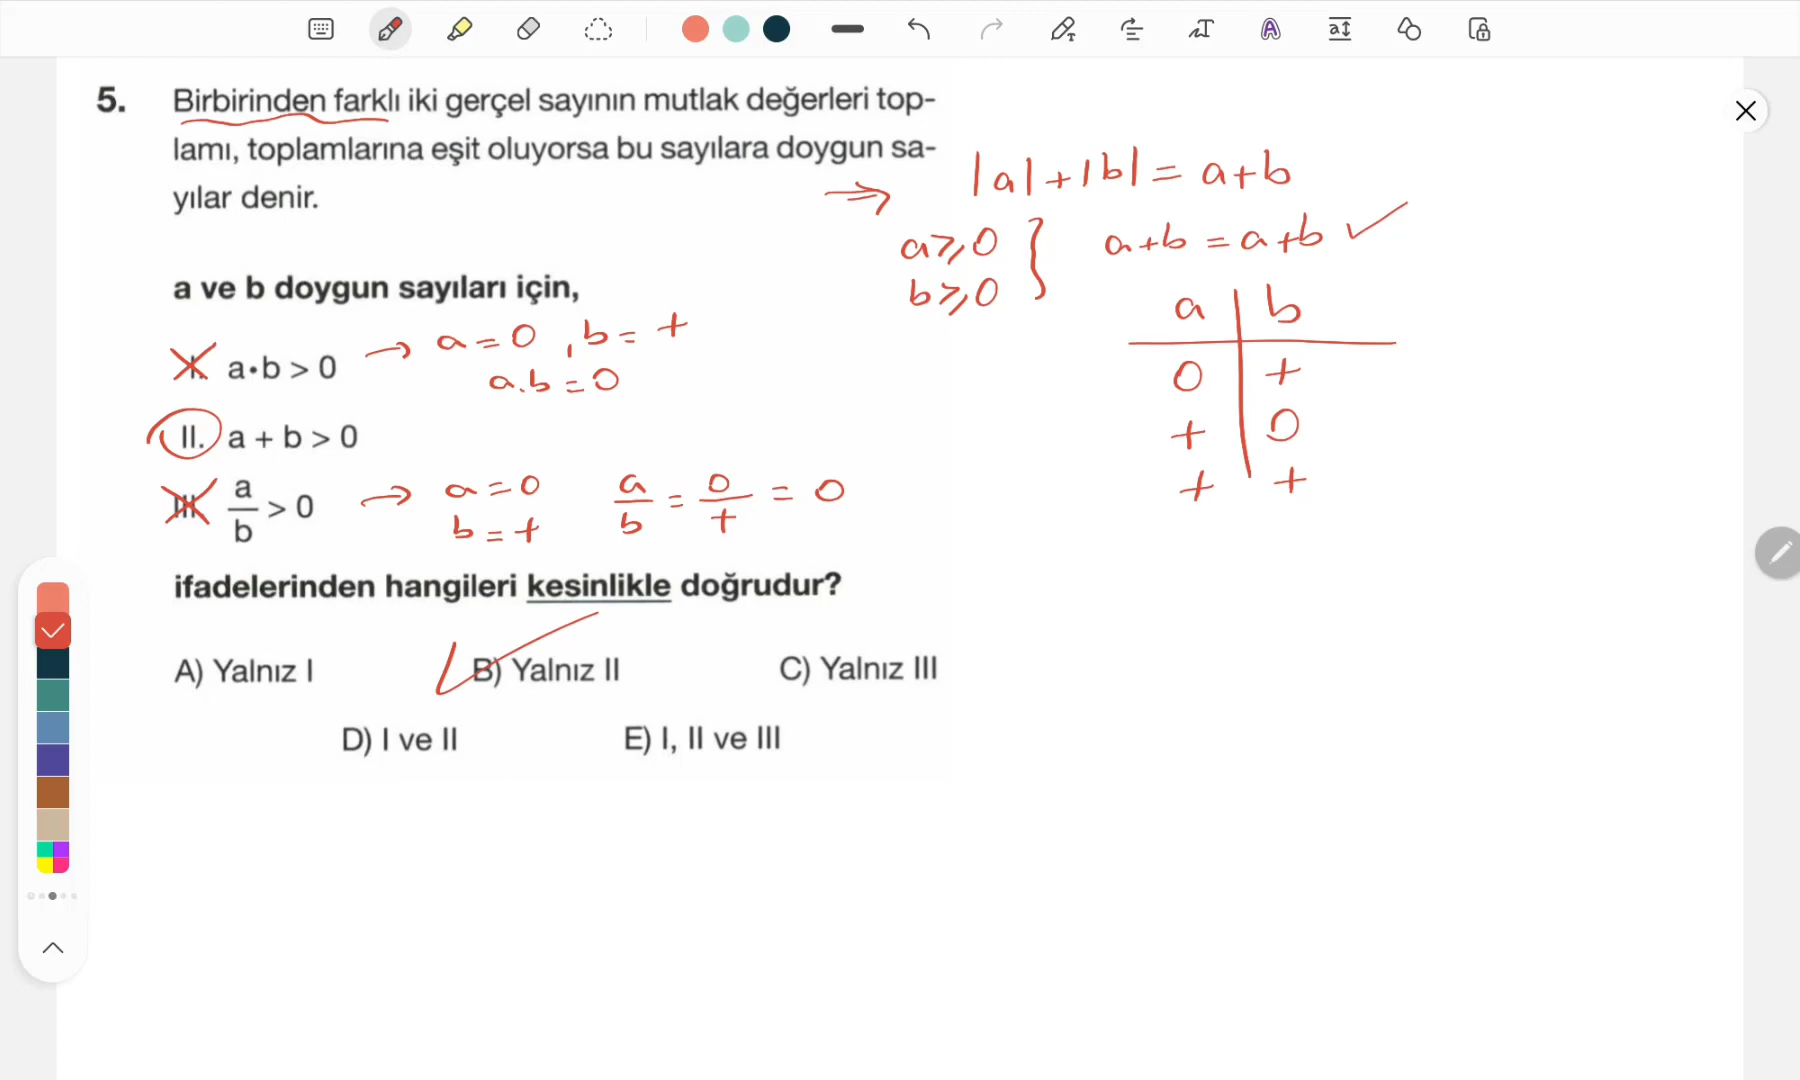 5. Birbirinden farklı iki gerçel sayının mutlak değerleri top-
lamı, toplamlarına eşit oluyorsa bu sayılara doygun sa-
yılar denir.
⇒ |a| + |b| = a+b
a⩾0
b⩾0 } a+b = a+b ✓
a ve b doygun sayıları için,
I. a•b > 0 → a = 0 , b = +
a.b = 0
II. a + b > 0
III. a/b > 0 → a = 0
b = +
a/b = 0/+ = 0
a | b
0 | +
+ | 0
+ | +
ifadelerinden hangileri kesinlikle doğrudur?
A) Yalnız I B) Yalnız II C) Yalnız III
D) I ve II E) I, II ve III